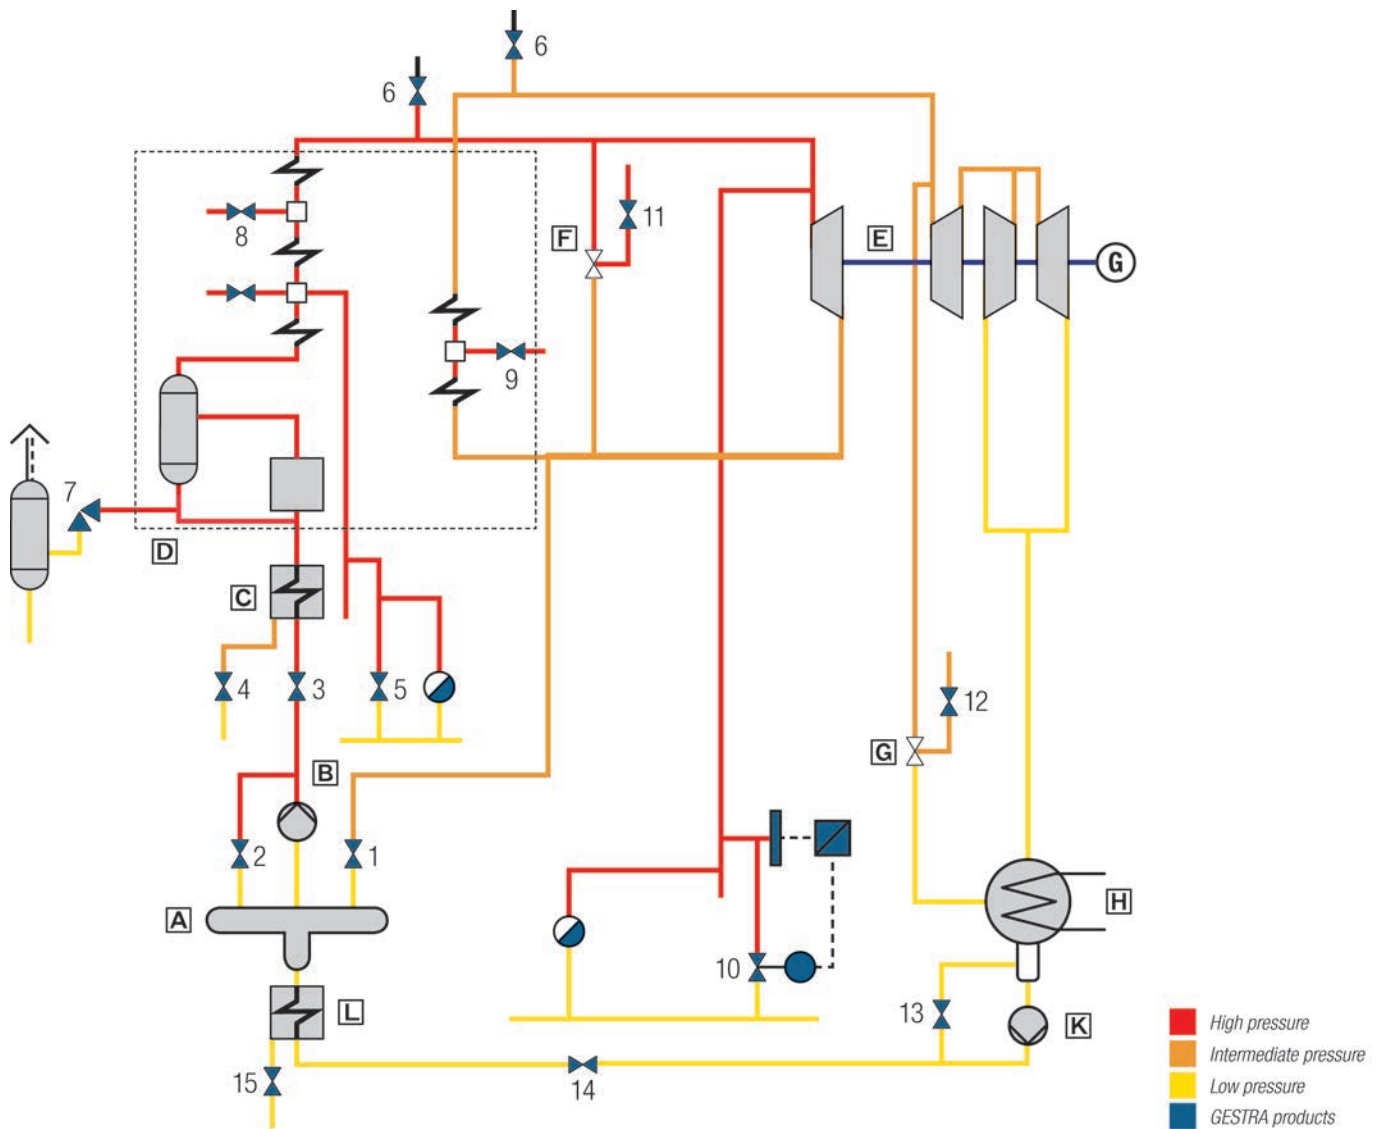 6
6
8
11
F
E
G
9
7
D
C
4
3
5
12
G
B
2
1
A
H
10
L
13
K
15
14
High pressure
Intermediate pressure
Low pressure
GESTRA products